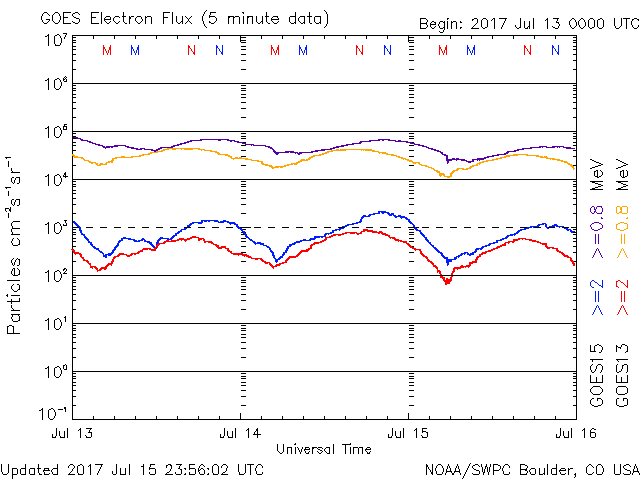 GOES Electron Flux (5 minute data)
Begin: 2017 Jul 13 0000 UTC
M M N N M M N N M M N N
10⁷
10⁶
10⁵
10⁴
10³
10²
10¹
10⁰
10⁻¹
Particles cm⁻²s⁻¹sr⁻¹
Jul 13 Jul 14 Jul 15 Jul 16
Universal Time
GOES15 >=2 >=0.8 MeV
GOES13 >=2 >=0.8 MeV
Updated 2017 Jul 15 23:56:02 UTC
NOAA/SWPC Boulder, CO USA